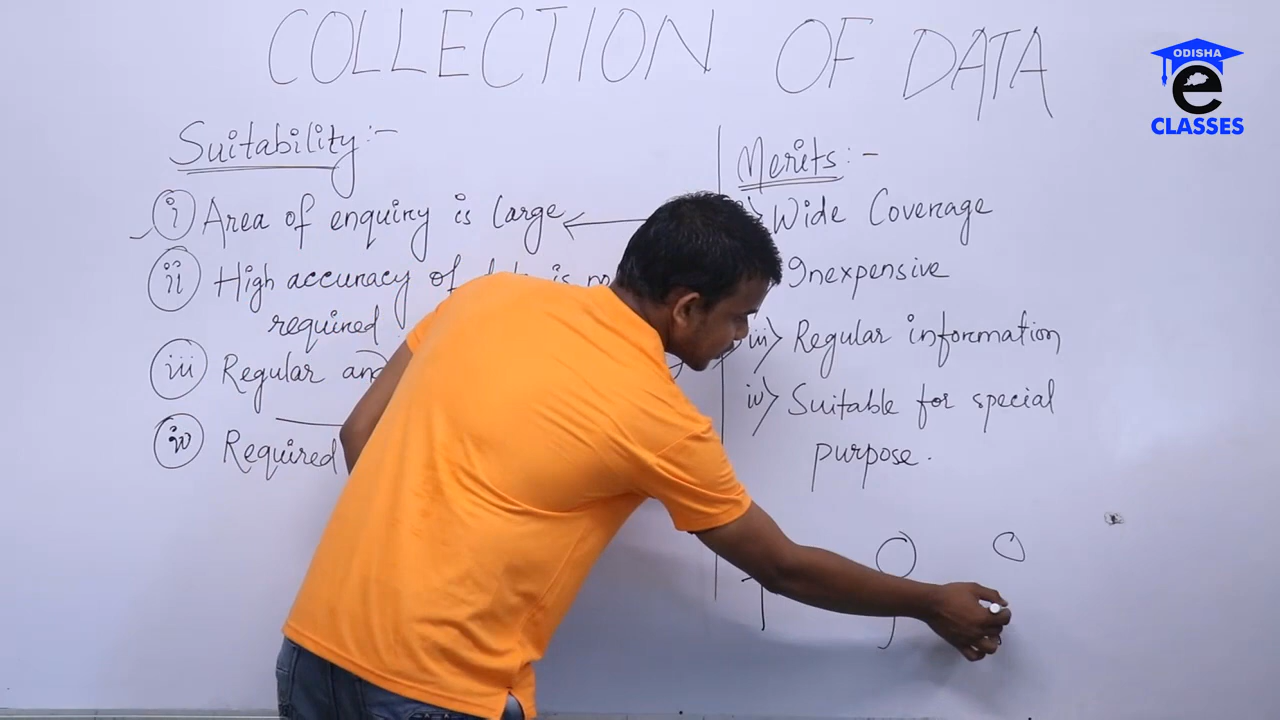 COLLECTION OF DATA
ODISHA
e
CLASSES
Suitability:-
i Area of enquiry is large
ii High accuracy of
required
iii Regular and
iv Required
Merits:-
Wide Coverage
Inexpensive
iii> Regular information
iv> Suitable for special
purpose.